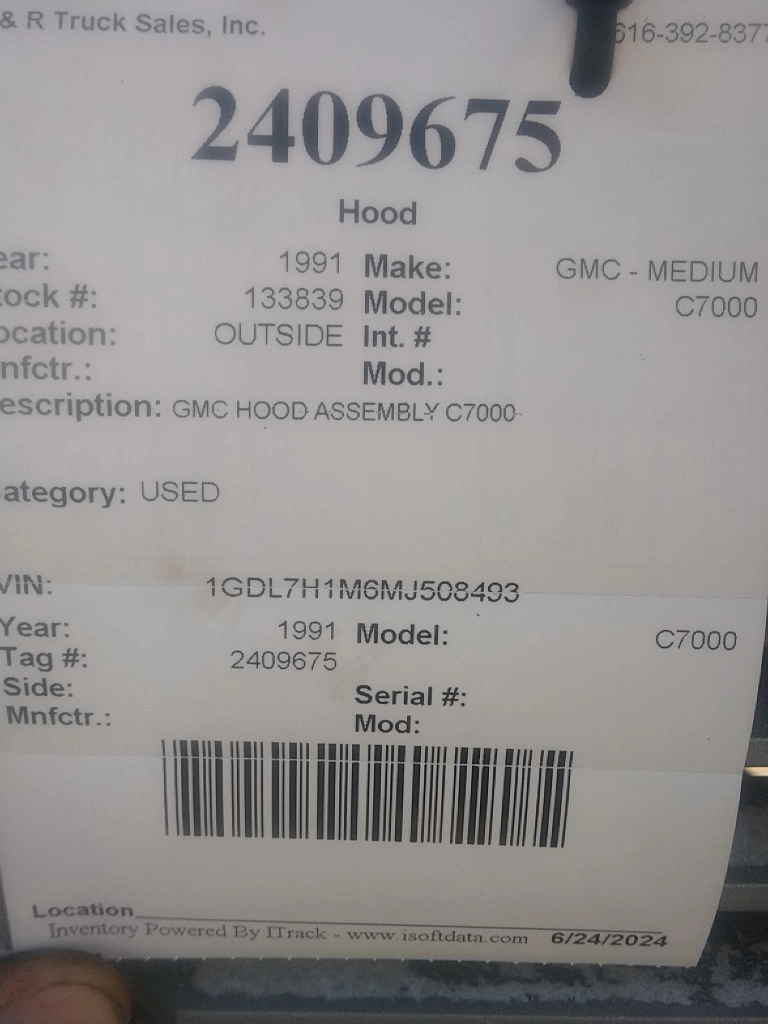 & R Truck Sales, Inc. 616-392-8377
2409675
Hood
ear: 1991 Make: GMC - MEDIUM
tock #: 133839 Model: C7000
ocation: OUTSIDE Int. #
nfctr.: Mod.:
escription: GMC HOOD ASSEMBLY C7000
ategory: USED
VIN: 1GDL7H1M6MJ508493
Year: 1991 Model: C7000
Tag #: 2409675
Side: Serial #:
Mnfctr.: Mod:
Location
Inventory Powered By ITrack - www.isoftdata.com 6/24/2024